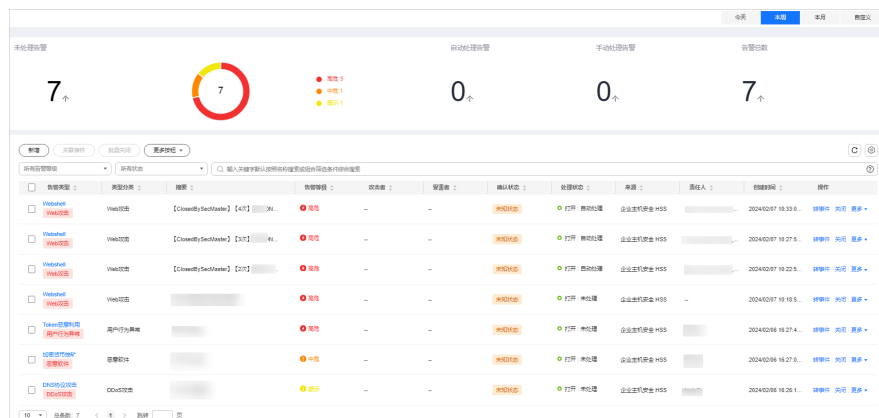 今天 本周 本月 自定义
未处理告警 自动处理告警 手动处理告警 告警总数
7个 7 高危 5 中危 1 提示 1 0个 0个 7个
新增 关联事件 批量关闭 更多按钮
所有告警等级 所有状态 输入关键字默认按照名称搜索或组合筛选条件综合搜索
告警类型 类型分类 摘要 告警等级 攻击者 受害者 确认状态 处理状态 来源 责任人 创建时间 操作
Webshell
Web攻击 Web攻击 【ClosedBySecMaster】【4次】 高危 -- -- 未知状态 打开 : 自动处理 企业主机安全 HSS 2024/02/07 10:33:0... 转事件 关闭 更多
Webshell
Web攻击 Web攻击 【ClosedBySecMaster】【3次】 高危 -- -- 未知状态 打开 : 自动处理 企业主机安全 HSS 2024/02/07 10:27:5... 转事件 关闭 更多
Webshell
Web攻击 Web攻击 【ClosedBySecMaster】【2次】 高危 -- -- 未知状态 打开 : 自动处理 企业主机安全 HSS 2024/02/07 10:22:5... 转事件 关闭 更多
Webshell
Web攻击 Web攻击 高危 -- -- 未知状态 打开 : 未处理 企业主机安全 HSS -- 2024/02/07 10:18:5... 转事件 关闭 更多
Token恶意利用
用户行为异常 用户行为异常 高危 -- -- 未知状态 打开 : 未处理 企业主机安全 HSS 2024/02/06 16:27:4... 转事件 关闭 更多
加密货币挖矿
恶意软件 恶意软件 中危 -- -- 未知状态 打开 : 未处理 企业主机安全 HSS 2024/02/06 16:27:0... 转事件 关闭 更多
DNS协议攻击
DDoS攻击 DDoS攻击 提示 -- -- 未知状态 打开 : 未处理 企业主机安全 HSS 2024/02/06 16:26:1... 转事件 关闭 更多
10 总条数: 7 1 跳转 页